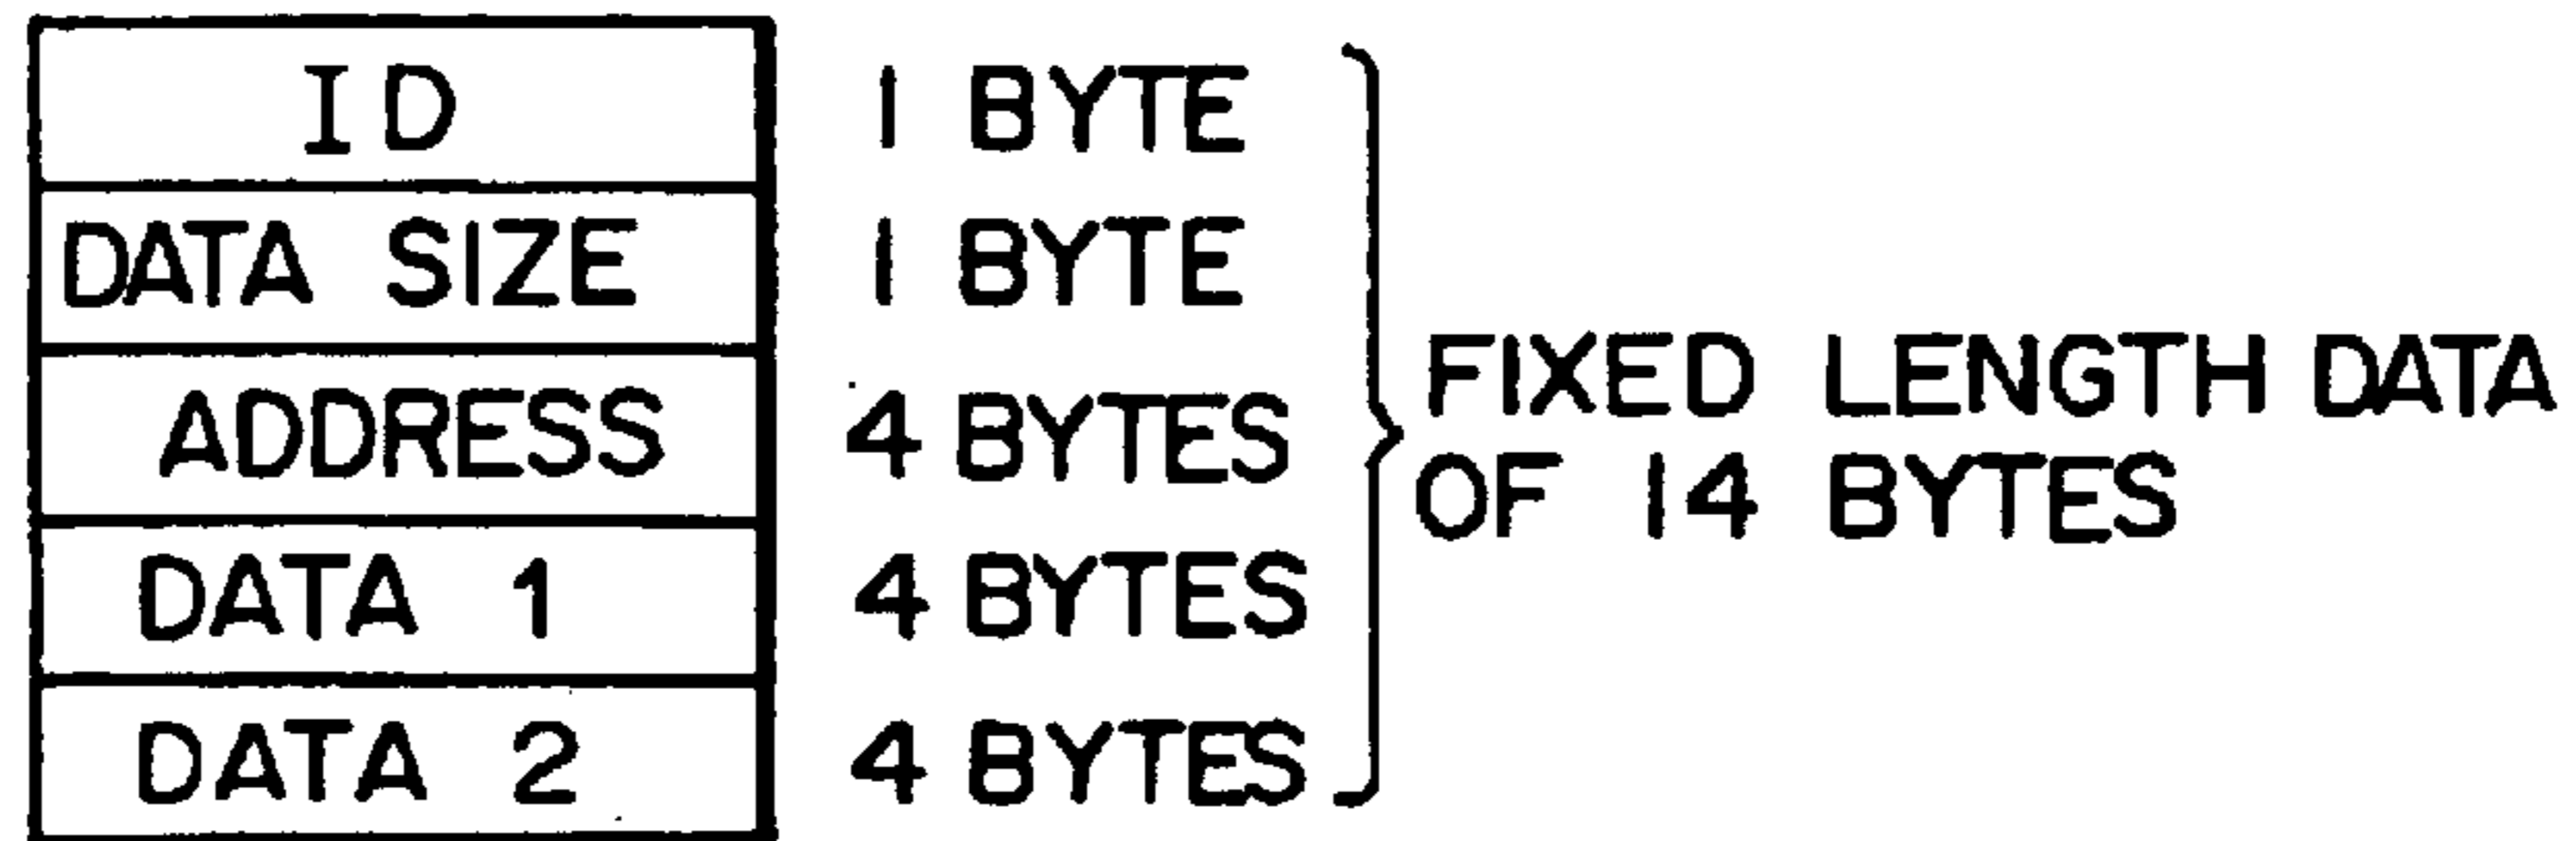 ID 1 BYTE
DATA SIZE 1 BYTE
ADDRESS 4 BYTES
DATA 1 4 BYTES
DATA 2 4 BYTES
FIXED LENGTH DATA
OF 14 BYTES